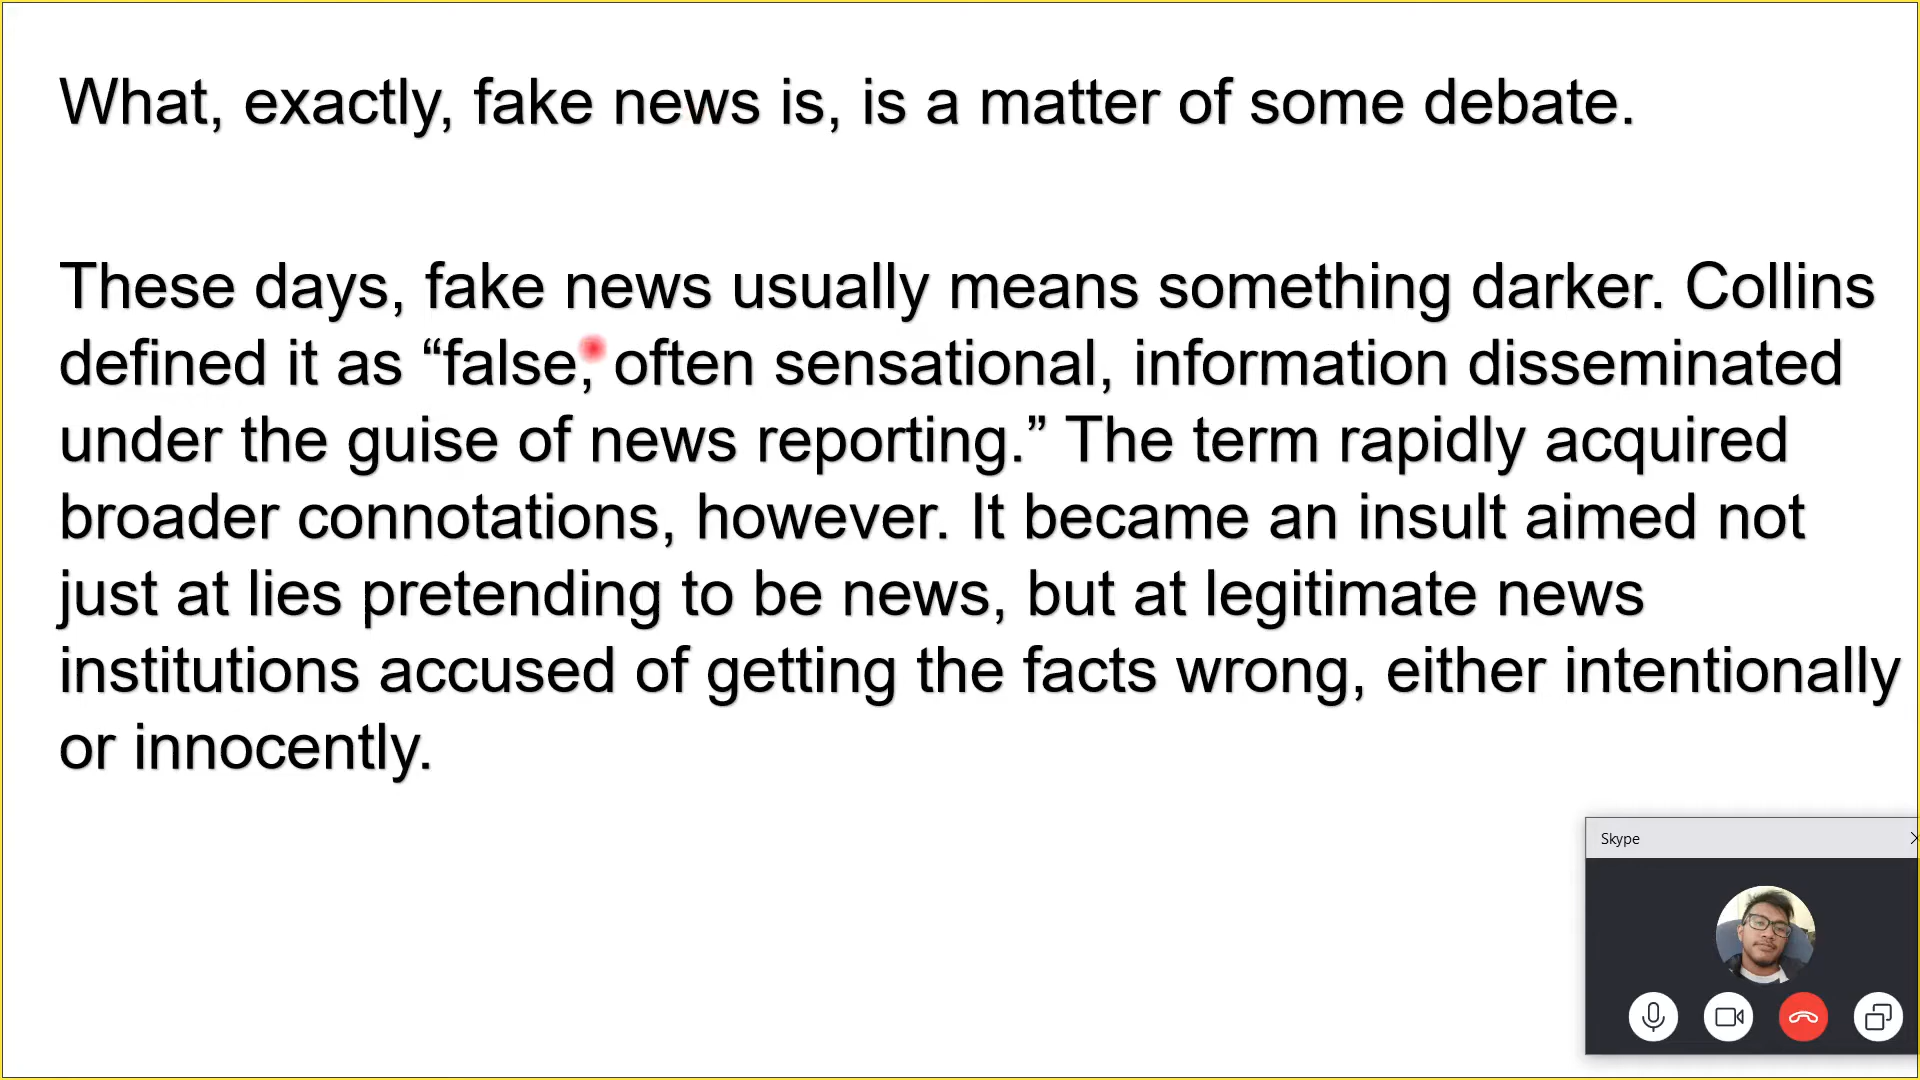 What, exactly, fake news is, is a matter of some debate.
These days, fake news usually means something darker. Collins
defined it as “false, often sensational, information disseminated
under the guise of news reporting.” The term rapidly acquired
broader connotations, however. It became an insult aimed not
just at lies pretending to be news, but at legitimate news
institutions accused of getting the facts wrong, either intentionally
or innocently.
Skype